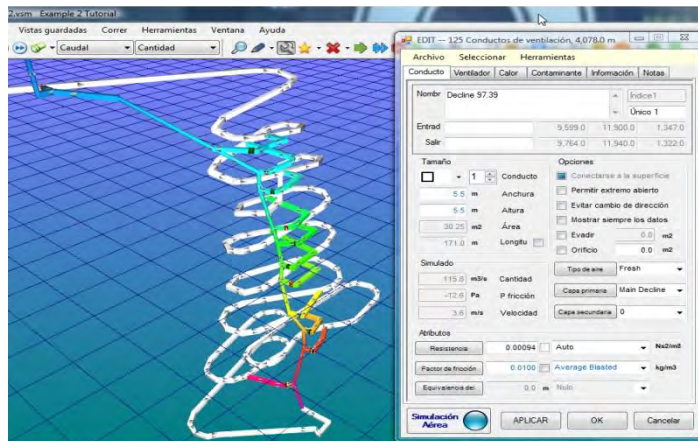 2.vsm Example 2 Tutorial
Vistas guardadas Correr Herramientas Ventana Ayuda
Caudal Cantidad
EDIT -- 125 Conductos de ventilación, 4,078.0 m
Archivo Seleccionar Herramientas
Conducto Ventilador Calor Contaminante Información Notas
Nombr Decline 97.39 Índice1
Único 1
Entrad 9,599.0 11,900.0 1,347.0
Salir 9,764.0 11,940.0 1,322.0
Tamaño Opciones
1 Conducto Conectarse a la superficie
5.5 m Anchura Permitir extremo abierto
5.5 m Altura Evitar cambio de dirección
30.25 m2 Área Mostrar siempre los datos
171.0 m Longitu Evadir 0.0 m2
Orificio 0.0 m2
Simulado Tipo de aire Fresh
115.8 m3/s Cantidad
-12.6 Pa P fricción Capa primaria Main Decline
3.6 m/s Velocidad Capa secundaria 0
Atributos
Resistencia 0.00094 Auto Ns2/m8
Factor de fricción 0.0100 Average Blasted kg/m3
Equivalencia del 0.0 m Nulo
Simulación Aérea APLICAR OK Cancelar